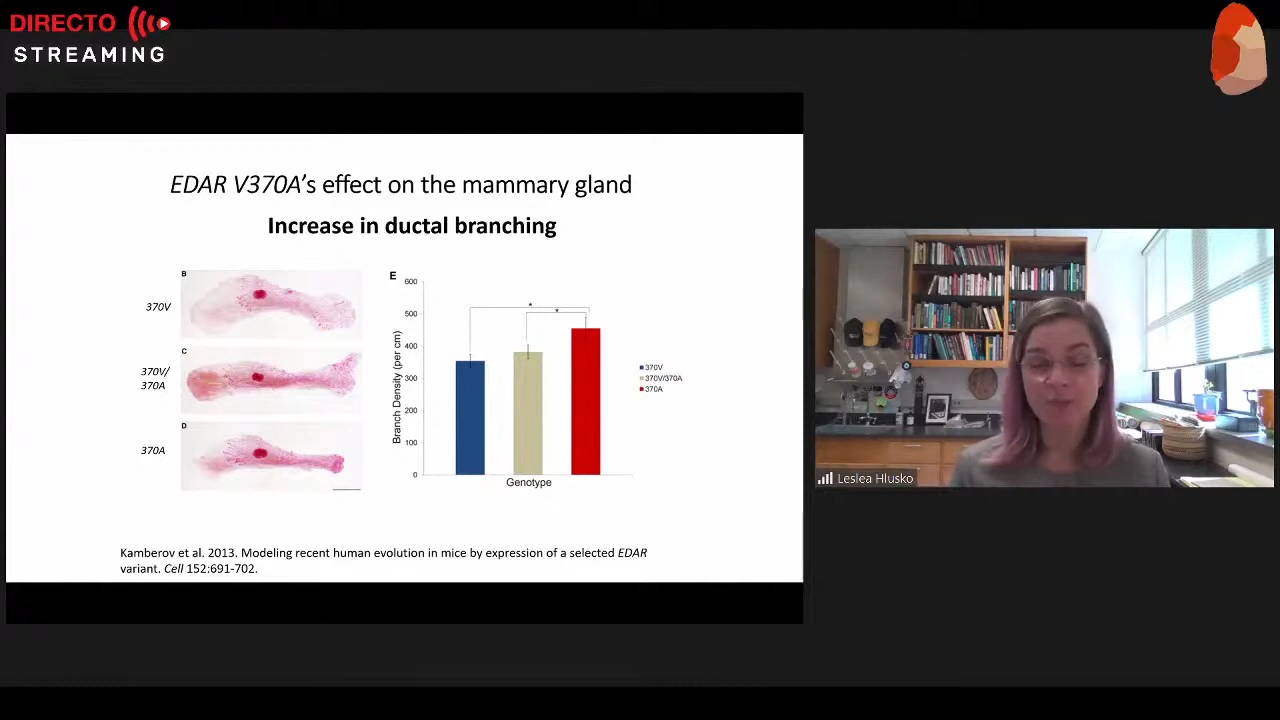 DIRECTO
STREAMING
EDAR V370A's effect on the mammary gland
Increase in ductal branching
B
370V
C
370V/
370A
D
370A
E
600
500
400
300
200
100
0
Branch Density (per cm)
*
*
Genotype
370V
370V/370A
370A
Kamberov et al. 2013. Modeling recent human evolution in mice by expression of a selected EDAR
variant. Cell 152:691-702.
Leslea Hlusko